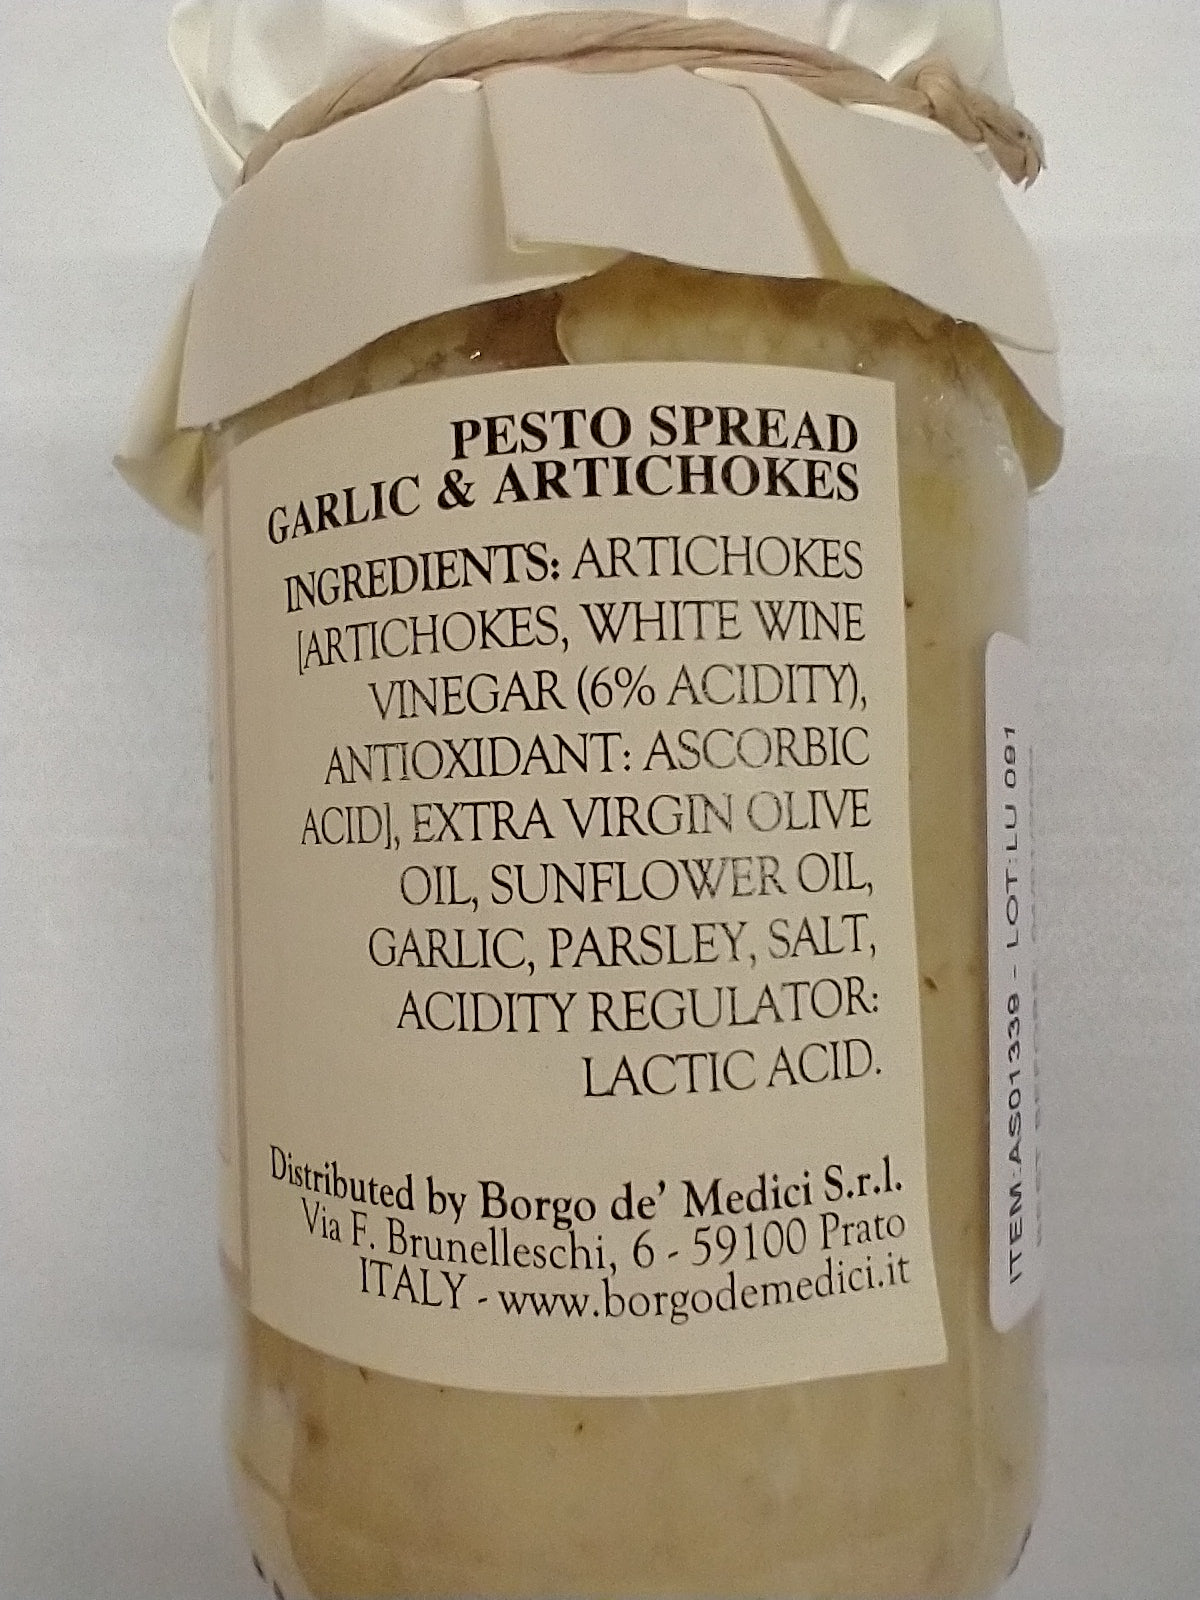 PESTO SPREAD
GARLIC & ARTICHOKES
INGREDIENTS: ARTICHOKES
[ARTICHOKES, WHITE WINE
VINEGAR (6% ACIDITY),
ANTIOXIDANT: ASCORBIC
ACID], EXTRA VIRGIN OLIVE
OIL, SUNFLOWER OIL,
GARLIC, PARSLEY, SALT,
ACIDITY REGULATOR:
LACTIC ACID.
Distributed by Borgo de' Medici S.r.l.
Via F. Brunelleschi, 6 - 59100 Prato
ITALY - www.borgodemedici.it
ITEM:AS01339 - LOT:LU 091